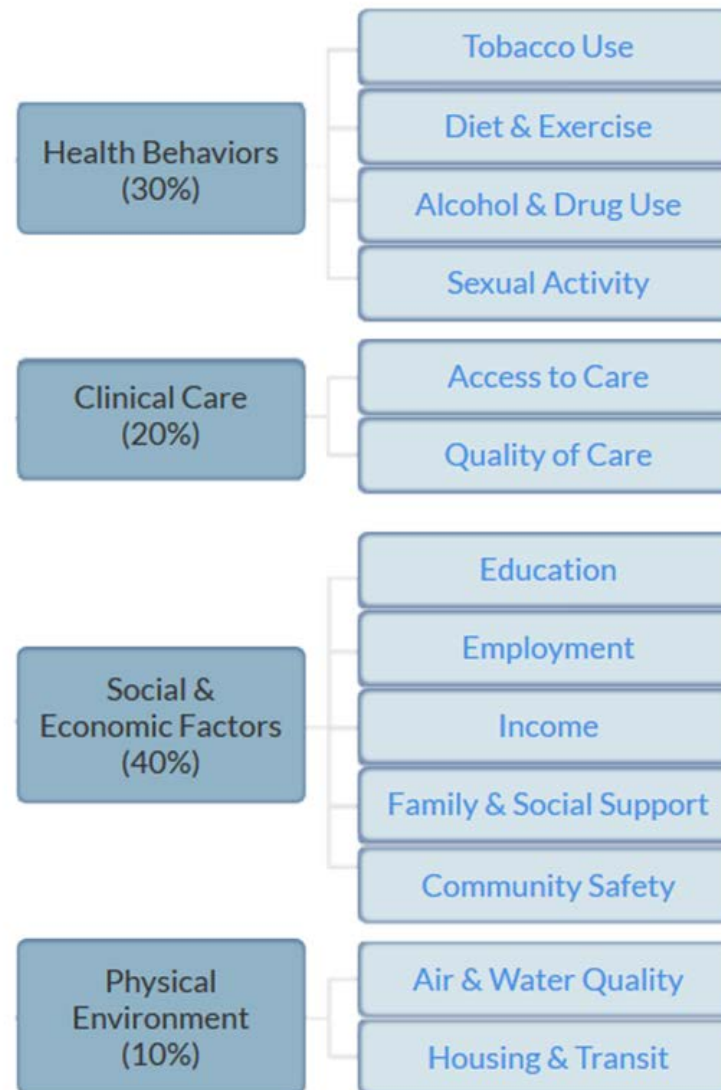 Health Behaviors
(30%)
Tobacco Use
Diet & Exercise
Alcohol & Drug Use
Sexual Activity
Clinical Care
(20%)
Access to Care
Quality of Care
Social &
Economic Factors
(40%)
Education
Employment
Income
Family & Social Support
Community Safety
Physical
Environment
(10%)
Air & Water Quality
Housing & Transit